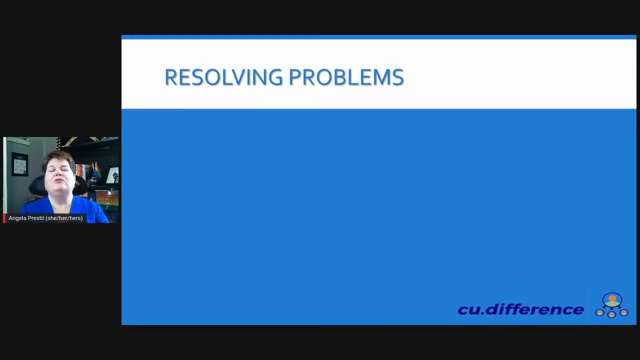 RESOLVING PROBLEMS
Angela Prestil (she/her/hers)
cu.difference